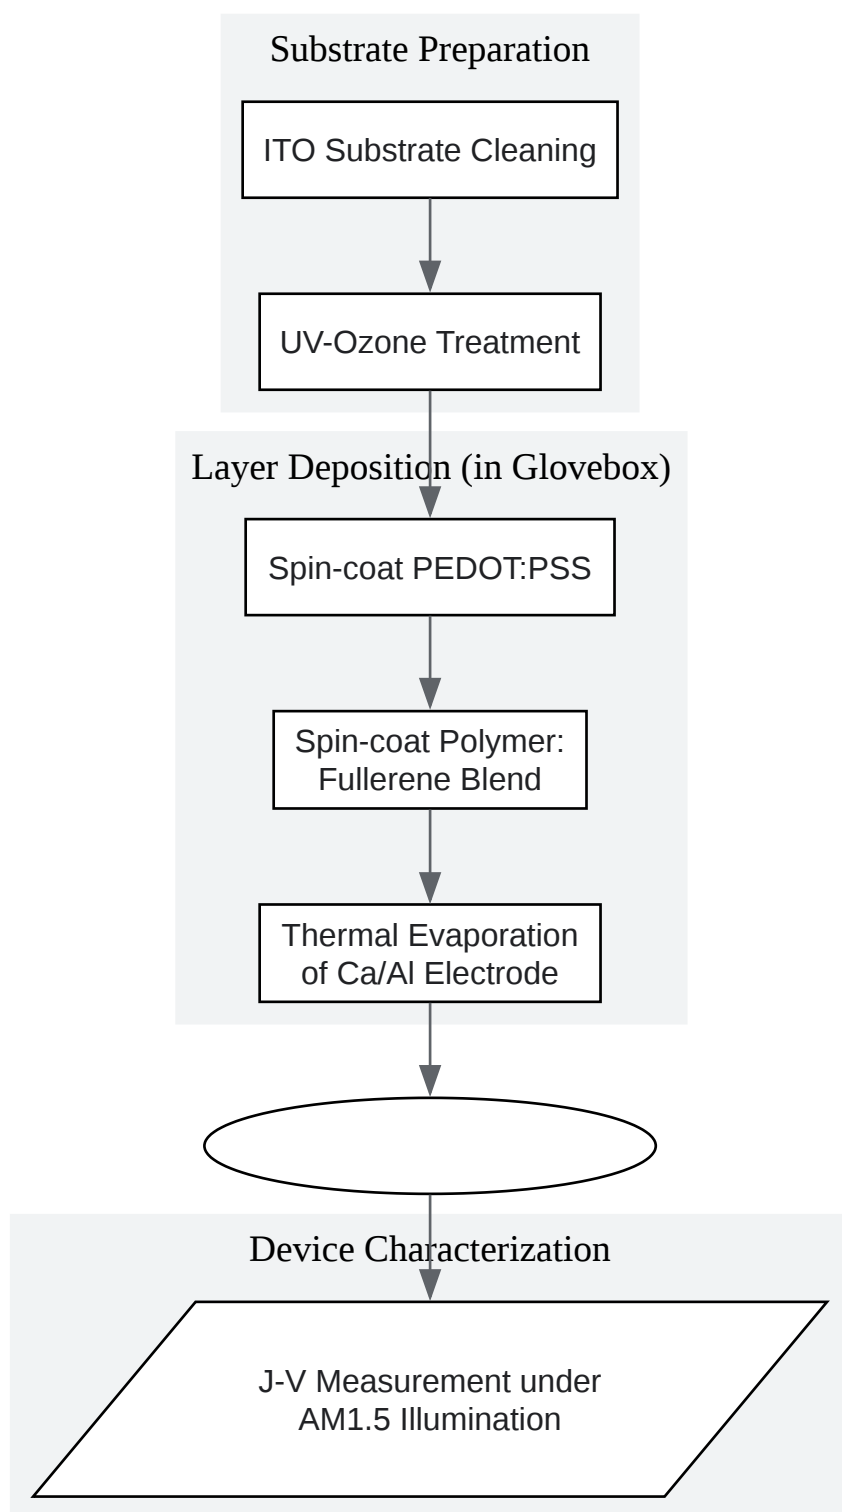 Substrate Preparation
ITO Substrate Cleaning
UV-Ozone Treatment
Layer Deposition (in Glovebox)
Spin-coat PEDOT:PSS
Spin-coat Polymer:
Fullerene Blend
Thermal Evaporation
of Ca/Al Electrode
Device Characterization
J-V Measurement under
AM1.5 Illumination